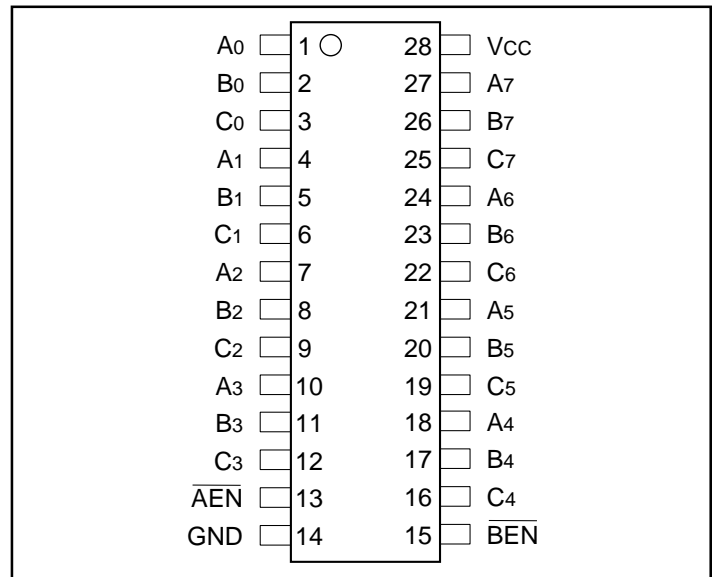 A0 1 28 VCC
B0 2 27 A7
C0 3 26 B7
A1 4 25 C7
B1 5 24 A6
C1 6 23 B6
A2 7 22 C6
B2 8 21 A5
C2 9 20 B5
A3 10 19 C5
B3 11 18 A4
C3 12 17 B4
A̅E̅N̅ 13 16 C4
GND 14 15 B̅E̅N̅